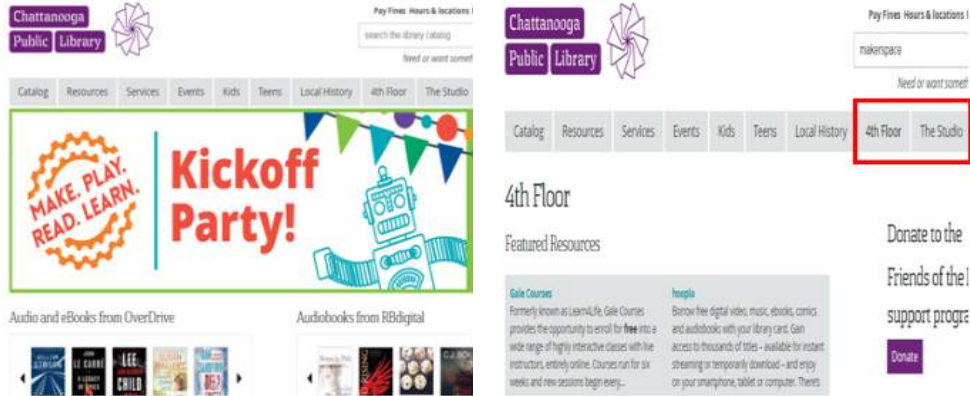 Chattanooga
Public Library
Pay Fines Hours & locations
search the library catalog
Need or want someth
Catalog Resources Services Events Kids Teens Local History 4th Floor The Studio
MAKE. PLAY.
READ. LEARN.
Kickoff
Party!
Audio and eBooks from OverDrive
Audiobooks from RBdigital
LE CARRÉ
LEE
CHILD
Chattanooga
Public Library
Pay Fines Hours & locations
makerspace
Need or want someth
Catalog Resources Services Events Kids Teens Local History 4th Floor The Studio
4th Floor
Featured Resources
Gale Courses
Formerly known as Learn4Life, Gale Courses
provides the opportunity to enroll for free into a
wide range of highly interactive classes with live
instructors, entirely online. Courses run for six
weeks and new sessions begin every...
hoopla
Borrow free digital video, music, ebooks, comics
and audiobooks with your library card. Gain
access to thousands of titles – available for instant
streaming or temporarily download – and enjoy
on your smartphone, tablet or computer. There's
Donate to the
Friends of the
support progra
Donate